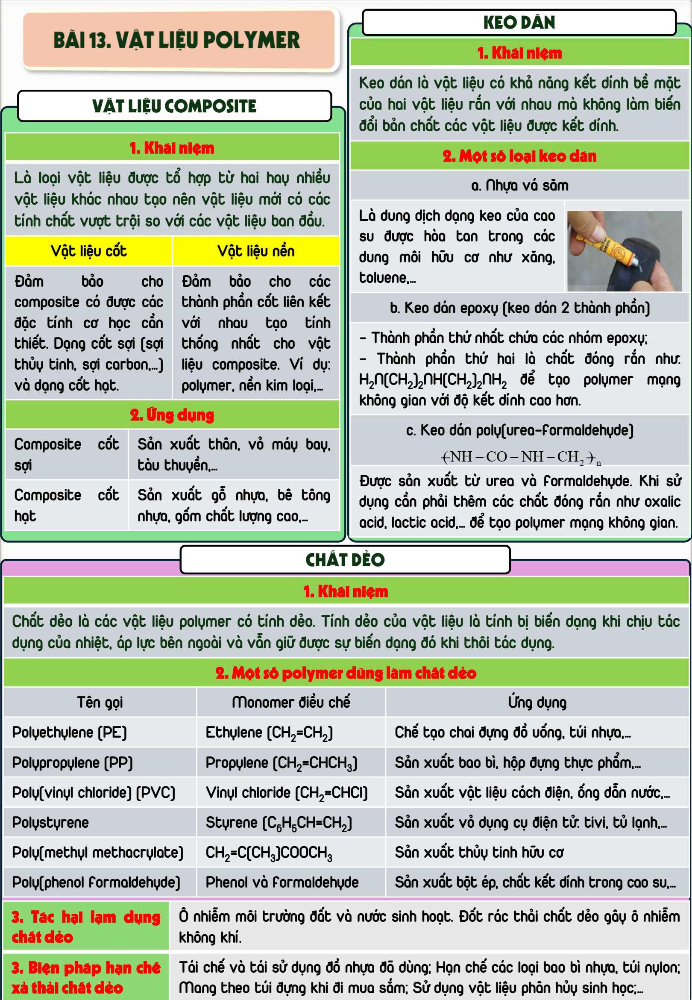 BÀI 13. VẬT LIỆU POLYMER
VẬT LIỆU COMPOSITE
1. Khái niệm
Là loại vật liệu được tổ hợp từ hai hay nhiều
vật liệu khác nhau tạo nên vật liệu mới có các
tính chất vượt trội so với các vật liệu ban đầu.
Vật liệu cốt
Vật liệu nền
Đảm bảo cho
composite có được các
đặc tính cơ học cần
thiết. Dạng cốt sợi (sợi
thủy tinh, sợi carbon,...)
và dạng cốt hạt.
Đảm bảo cho các
thành phần cốt liên kết
với nhau tạo tính
thống nhất cho vật
liệu composite. Ví dụ:
polymer, nền kim loại,...
2. Ứng dụng
Composite cốt
sợi
Sản xuất thân, vỏ máy bay,
tàu thuyền,...
Composite cốt
hạt
Sản xuất gỗ nhựa, bê tông
nhựa, gốm chất lượng cao,...
KEO DÁN
1. Khái niệm
Keo dán là vật liệu có khả năng kết dính bề mặt
của hai vật liệu rắn với nhau mà không làm biến
đổi bản chất các vật liệu được kết dính.
2. Một số loại keo dán
a. Nhựa vá săm
Là dung dịch dạng keo của cao
su được hòa tan trong các
dung môi hữu cơ như xăng,
toluene,...
RUBBER
b. Keo dán epoxy (keo dán 2 thành phần)
- Thành phần thứ nhất chứa các nhóm epoxy;
- Thành phần thứ hai là chất đóng rắn như:
H₂N(CH₂)₂NH(CH₂)₂NH₂ để tạo polymer mạng
không gian với độ kết dính cao hơn.
c. Keo dán poly(urea-formaldehyde)
(NH – CO – NH – CH₂)n
Được sản xuất từ urea và formaldehyde. Khi sử
dụng cần phải thêm các chất đóng rắn như oxalic
acid, lactic acid,... để tạo polymer mạng không gian.
CHẤT DẺO
1. Khái niệm
Chất dẻo là các vật liệu polymer có tính dẻo. Tính dẻo của vật liệu là tính bị biến dạng khi chịu tác
dụng của nhiệt, áp lực bên ngoài và vẫn giữ được sự biến dạng đó khi thôi tác dụng.
2. Một số polymer dùng làm chất dẻo
Tên gọi
Monomer điều chế
Ứng dụng
Polyethylene (PE)
Ethylene (CH₂=CH₂)
Chế tạo chai đựng đồ uống, túi nhựa,...
Polypropylene (PP)
Propylene (CH₂=CHCH₃)
Sản xuất bao bì, hộp đựng thực phẩm,...
Poly(vinyl chloride) (PVC)
Vinyl chloride (CH₂=CHCl)
Sản xuất vật liệu cách điện, ống dẫn nước,...
Polystyrene
Styrene (C₆H₅CH=CH₂)
Sản xuất vỏ dụng cụ điện tử: tivi, tủ lạnh,...
Poly(methyl methacrylate)
CH₂=C(CH₃)COOCH₃
Sản xuất thủy tinh hữu cơ
Poly(phenol formaldehyde)
Phenol và formaldehyde
Sản xuất bột ép, chất kết dính trong cao su,...
3. Tác hại lạm dụng
chất dẻo
Ô nhiễm môi trường đất và nước sinh hoạt. Đốt rác thải chất dẻo gây ô nhiễm
không khí.
3. Biện pháp hạn chế
xả thải chất dẻo
Tái chế và tái sử dụng đồ nhựa đã dùng; Hạn chế các loại bao bì nhựa, túi nylon;
Mang theo túi đựng khi đi mua sắm; Sử dụng vật liệu phân hủy sinh học;...